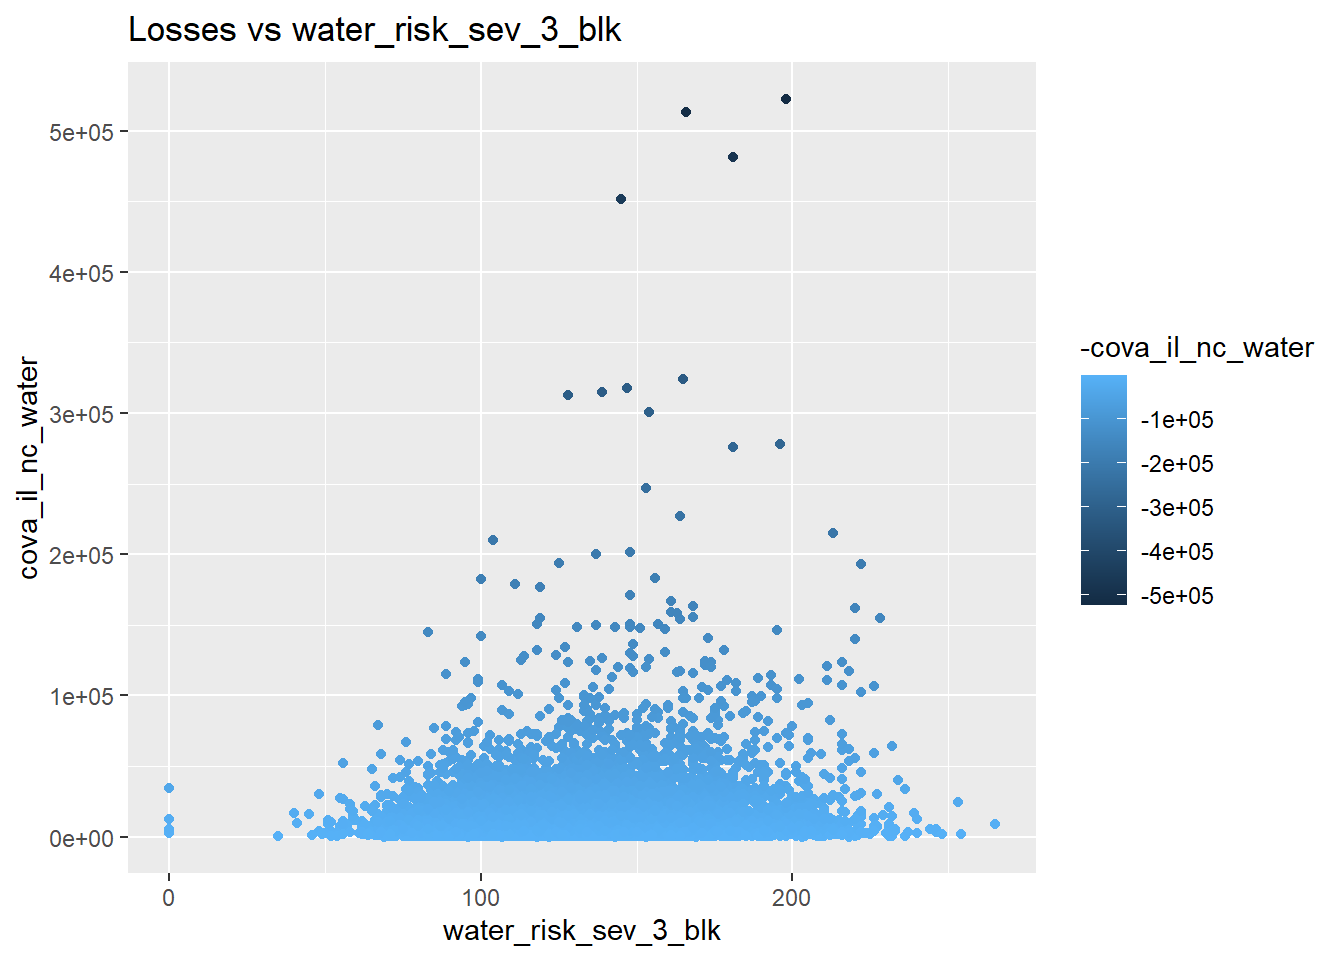 Losses vs water_risk_sev_3_blk
5e+05
4e+05
3e+05
2e+05
1e+05
0e+00
cova_il_nc_water
0
100
200
water_risk_sev_3_blk
-cova_il_nc_water
-1e+05
-2e+05
-3e+05
-4e+05
-5e+05